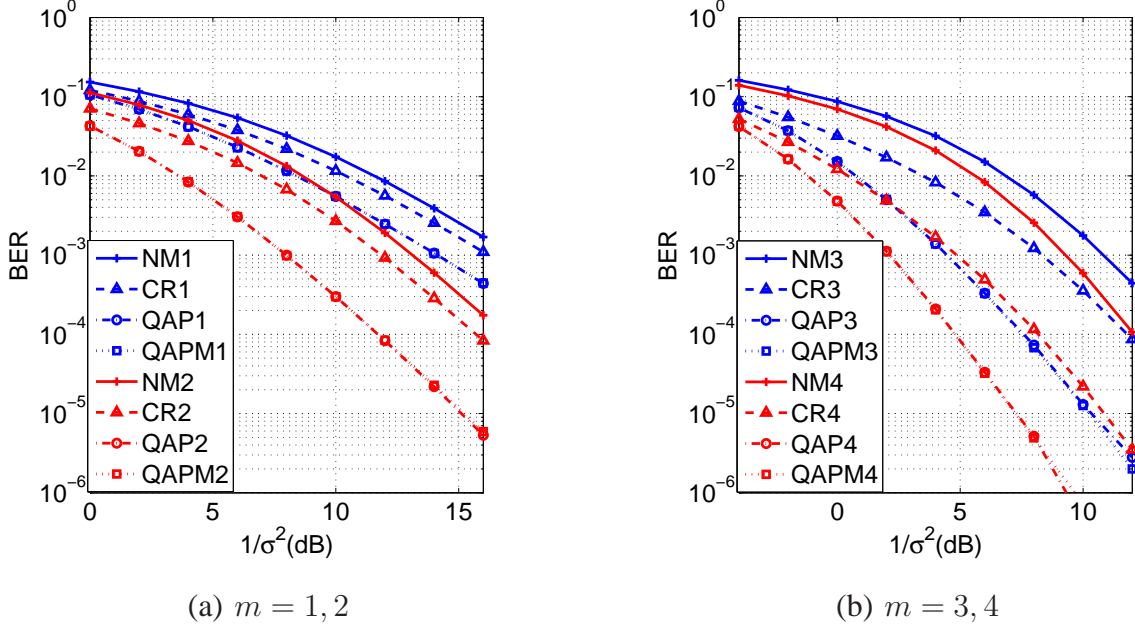 10^0
10^−1
10^−2
10^−3
10^−4
10^−5
10^−6
BER
NM1
CR1
QAP1
QAPM1
NM2
CR2
QAP2
QAPM2
0 5 10 15
1/σ^2(dB)
(a) m = 1, 2
10^0
10^−1
10^−2
10^−3
10^−4
10^−5
10^−6
BER
NM3
CR3
QAP3
QAPM3
NM4
CR4
QAP4
QAPM4
0 5 10
1/σ^2(dB)
(b) m = 3, 4